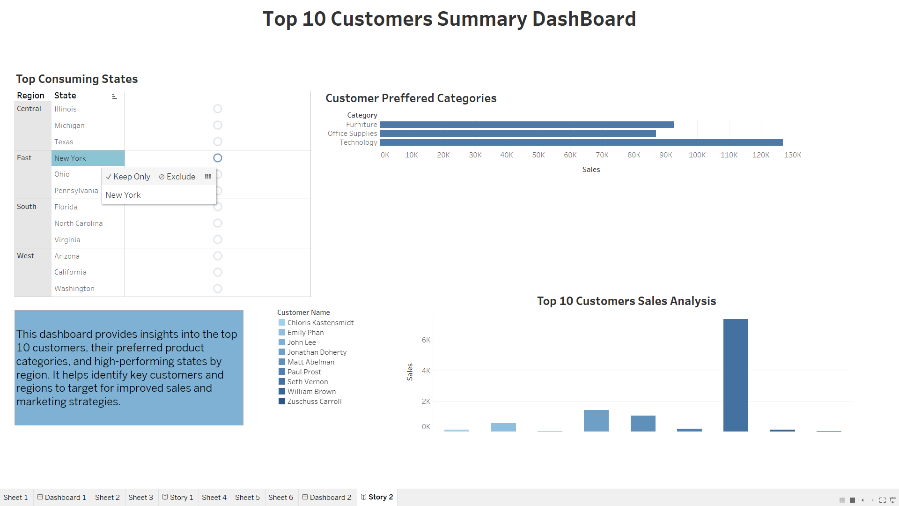 Top 10 Customers Summary DashBoard
Top Consuming States
Region State
Central Illinois
Michigan
Texas
East New York
Ohio
Pennsylvania
Keep Only Exclude
New York
South Florida
North Carolina
Virginia
West Arizona
California
Washington
Customer Preffered Categories
Category
Furniture
Office Supplies
Technology
0K 10K 20K 30K 40K 50K 60K 70K 80K 90K 100K 110K 120K 130K
Sales
This dashboard provides insights into the top
10 customers, their preferred product
categories, and high-performing states by
region. It helps identify key customers and
regions to target for improved sales and
marketing strategies.
Customer Name
Chloris Kastensmidt
Emily Phan
John Lee
Jonathan Doherty
Matt Abelman
Paul Prost
Seth Vernon
William Brown
Zuschuss Carroll
Top 10 Customers Sales Analysis
Sales
6K
4K
2K
0K
Sheet 1 Dashboard 1 Sheet 2 Sheet 3 Story 1 Sheet 4 Sheet 5 Sheet 6 Dashboard 2 Story 2